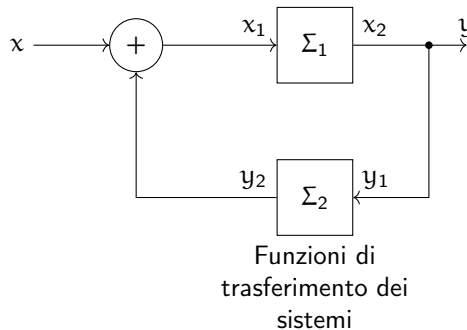 x
+
x₁
Σ₁
x₂
y
y₂
Σ₂
y₁
Funzioni di
trasferimento dei
sistemi